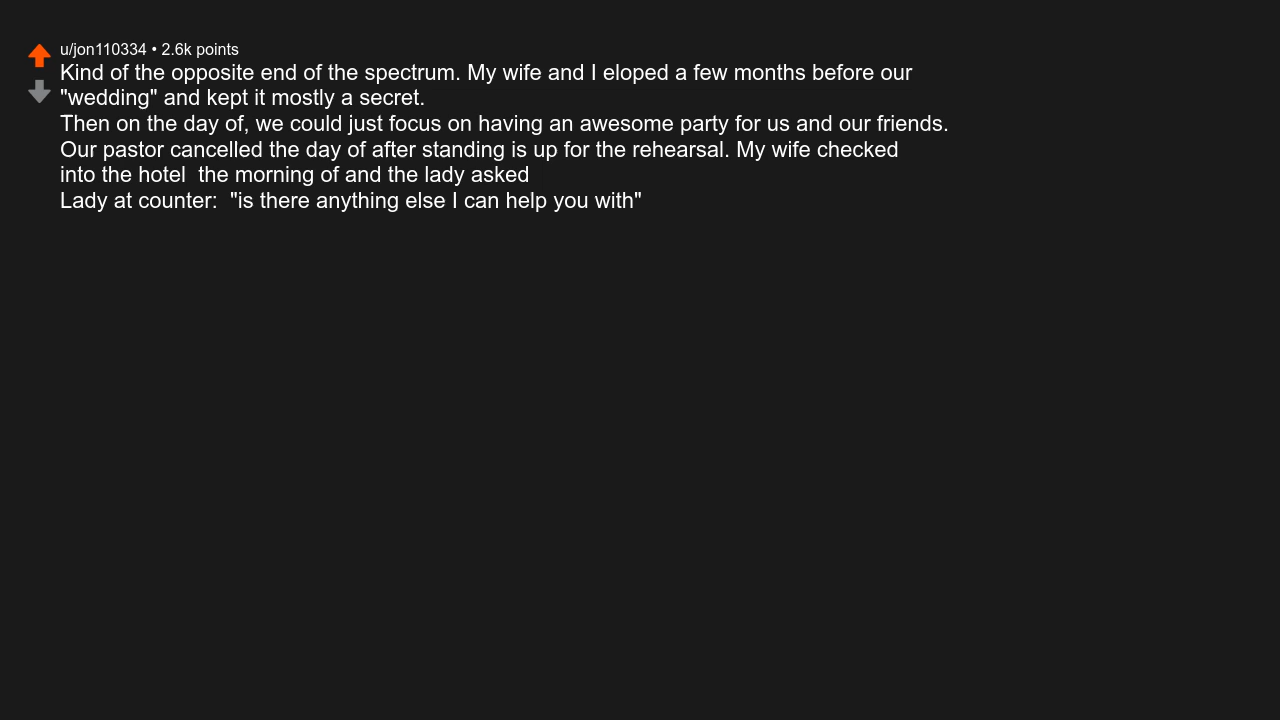 u/jon110334 • 2.6k points
Kind of the opposite end of the spectrum. My wife and I eloped a few months before our
"wedding" and kept it mostly a secret.
Then on the day of, we could just focus on having an awesome party for us and our friends.
Our pastor cancelled the day of after standing is up for the rehearsal. My wife checked
into the hotel  the morning of and the lady asked
Lady at counter:  "is there anything else I can help you with"